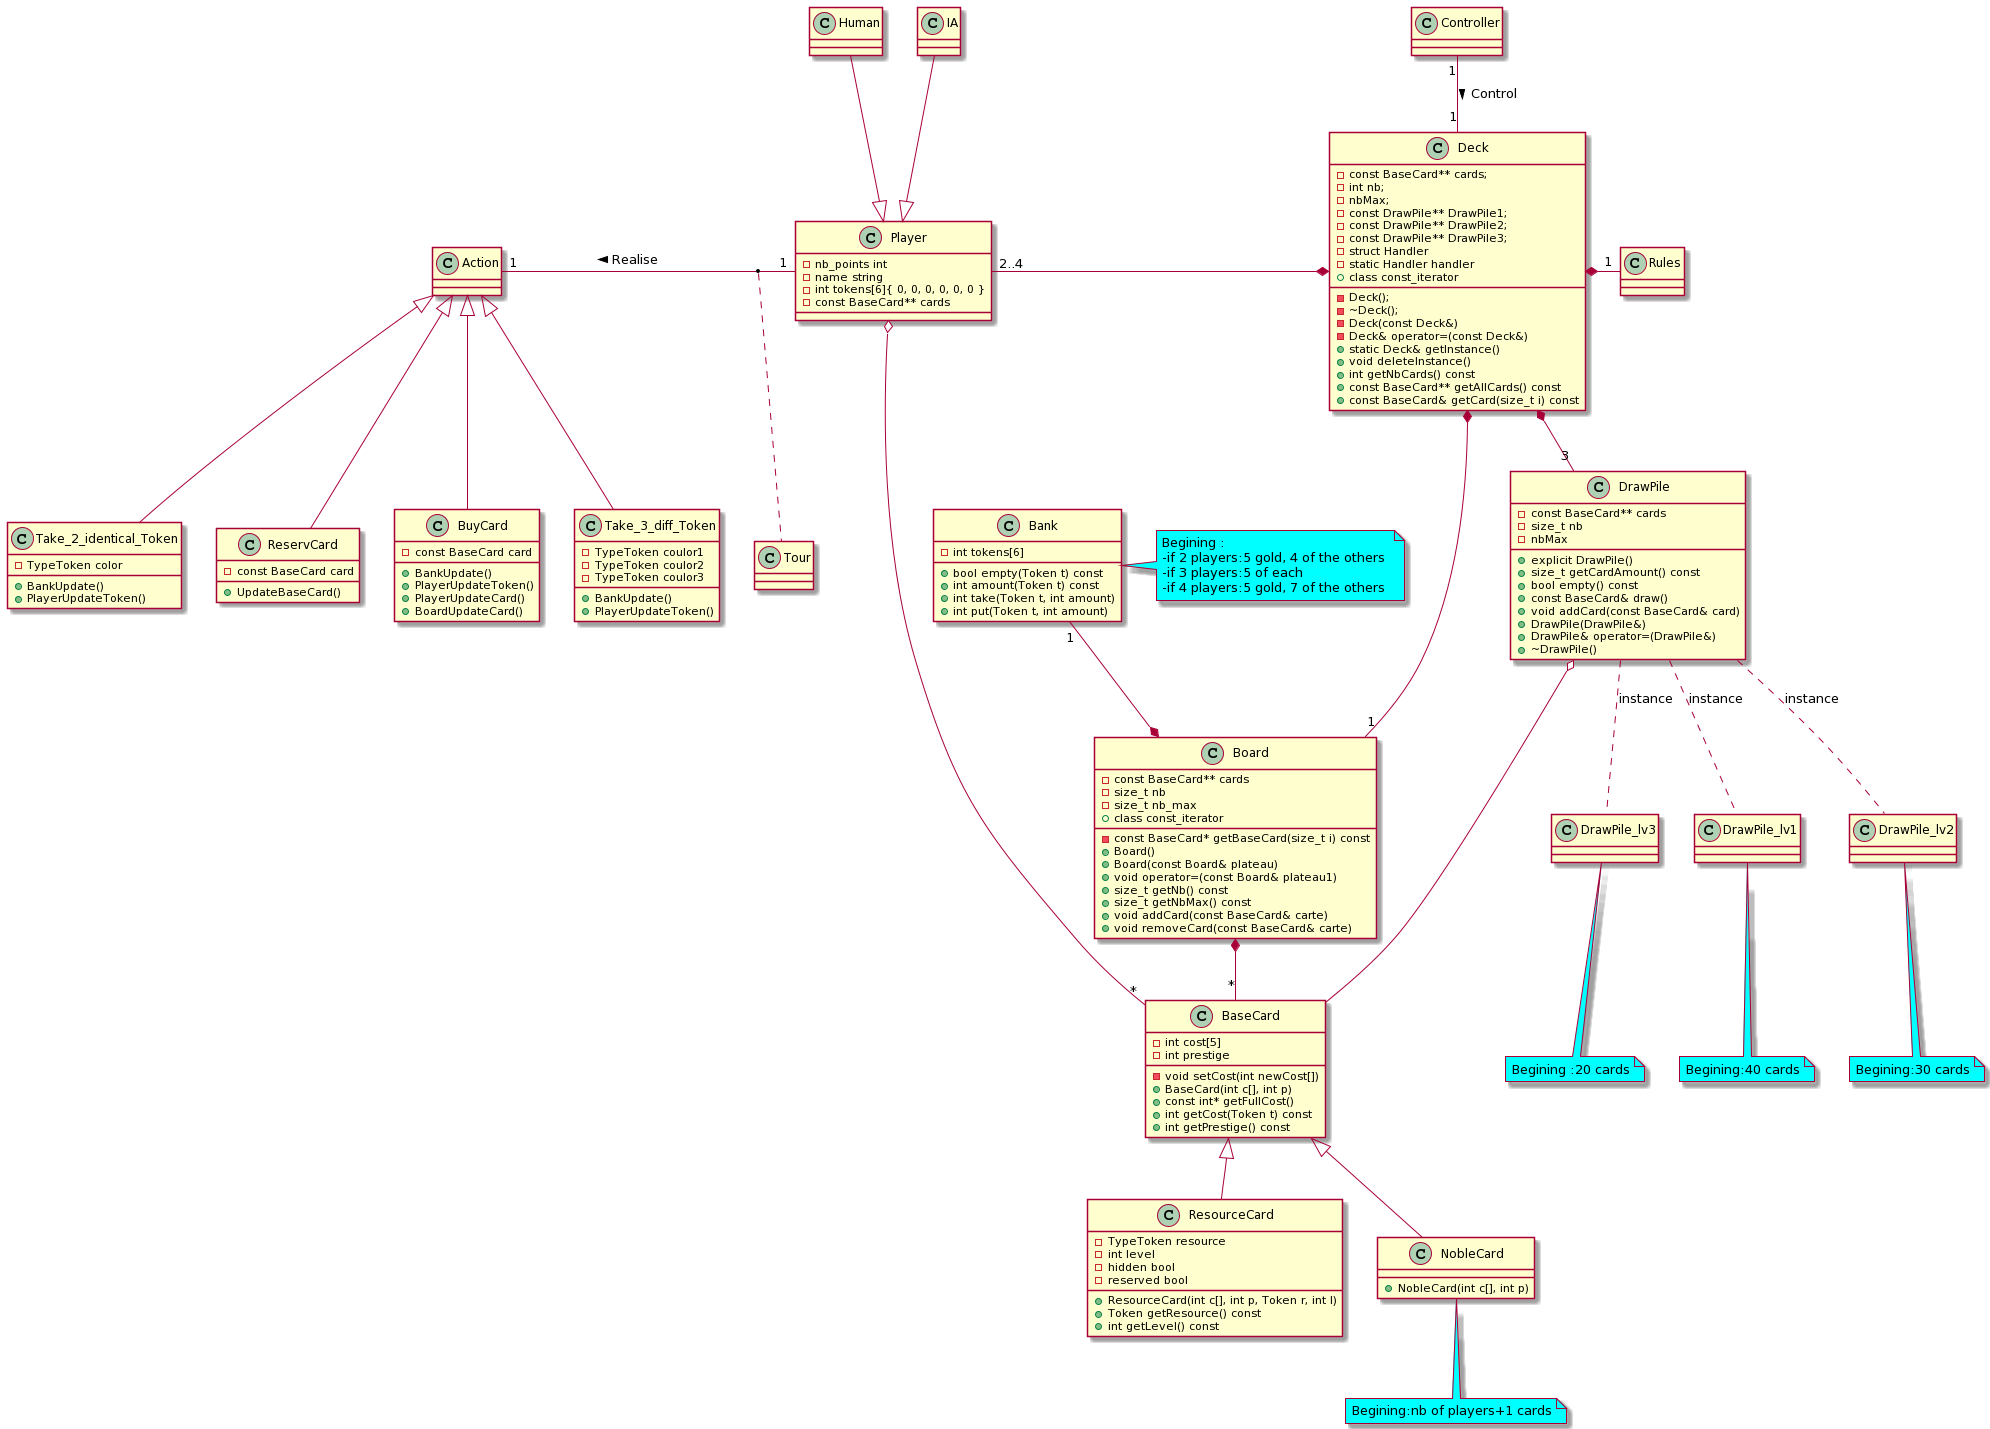 C Human
C IA
C Controller
1
Control
1
C Deck
const BaseCard** cards;
int nb;
nbMax;
const DrawPile** DrawPile1;
const DrawPile** DrawPile2;
const DrawPile** DrawPile3;
struct Handler
static Handler handler
class const_iterator
Deck();
~Deck();
Deck(const Deck&)
Deck& operator=(const Deck&)
static Deck& getInstance()
void deleteInstance()
int getNbCards() const
const BaseCard** getAllCards() const
const BaseCard& getCard(size_t i) const
C Action
1
Realise
1
C Player
nb_points int
name string
int tokens[6]{ 0, 0, 0, 0, 0, 0 }
const BaseCard** cards
2..4
1
C Rules
3
C Take_2_identical_Token
TypeToken color
BankUpdate()
PlayerUpdateToken()
C ReservCard
const BaseCard card
UpdateBaseCard()
C BuyCard
const BaseCard card
BankUpdate()
PlayerUpdateToken()
PlayerUpdateCard()
BoardUpdateCard()
C Take_3_diff_Token
TypeToken coulor1
TypeToken coulor2
TypeToken coulor3
BankUpdate()
PlayerUpdateToken()
C Tour
C Bank
int tokens[6]
bool empty(Token t) const
int amount(Token t) const
int take(Token t, int amount)
int put(Token t, int amount)
Begining :
-if 2 players:5 gold, 4 of the others
-if 3 players:5 of each
-if 4 players:5 gold, 7 of the others
C DrawPile
const BaseCard** cards
size_t nb
nbMax
explicit DrawPile()
size_t getCardAmount() const
bool empty() const
const BaseCard& draw()
void addCard(const BaseCard& card)
DrawPile(DrawPile&)
DrawPile& operator=(DrawPile&)
~DrawPile()
1
1
instance
instance
instance
C Board
const BaseCard** cards
size_t nb
size_t nb_max
class const_iterator
const BaseCard* getBaseCard(size_t i) const
Board()
Board(const Board& plateau)
void operator=(const Board& plateau1)
size_t getNb() const
size_t getNbMax() const
void addCard(const BaseCard& carte)
void removeCard(const BaseCard& carte)
C DrawPile_lv3
C DrawPile_lv1
C DrawPile_lv2
*
*
C BaseCard
int cost[5]
int prestige
void setCost(int newCost[])
BaseCard(int c[], int p)
const int* getFullCost()
int getCost(Token t) const
int getPrestige() const
Begining :20 cards
Begining:40 cards
Begining:30 cards
C ResourceCard
TypeToken resource
int level
hidden bool
reserved bool
ResourceCard(int c[], int p, Token r, int l)
Token getResource() const
int getLevel() const
C NobleCard
NobleCard(int c[], int p)
Begining:nb of players+1 cards